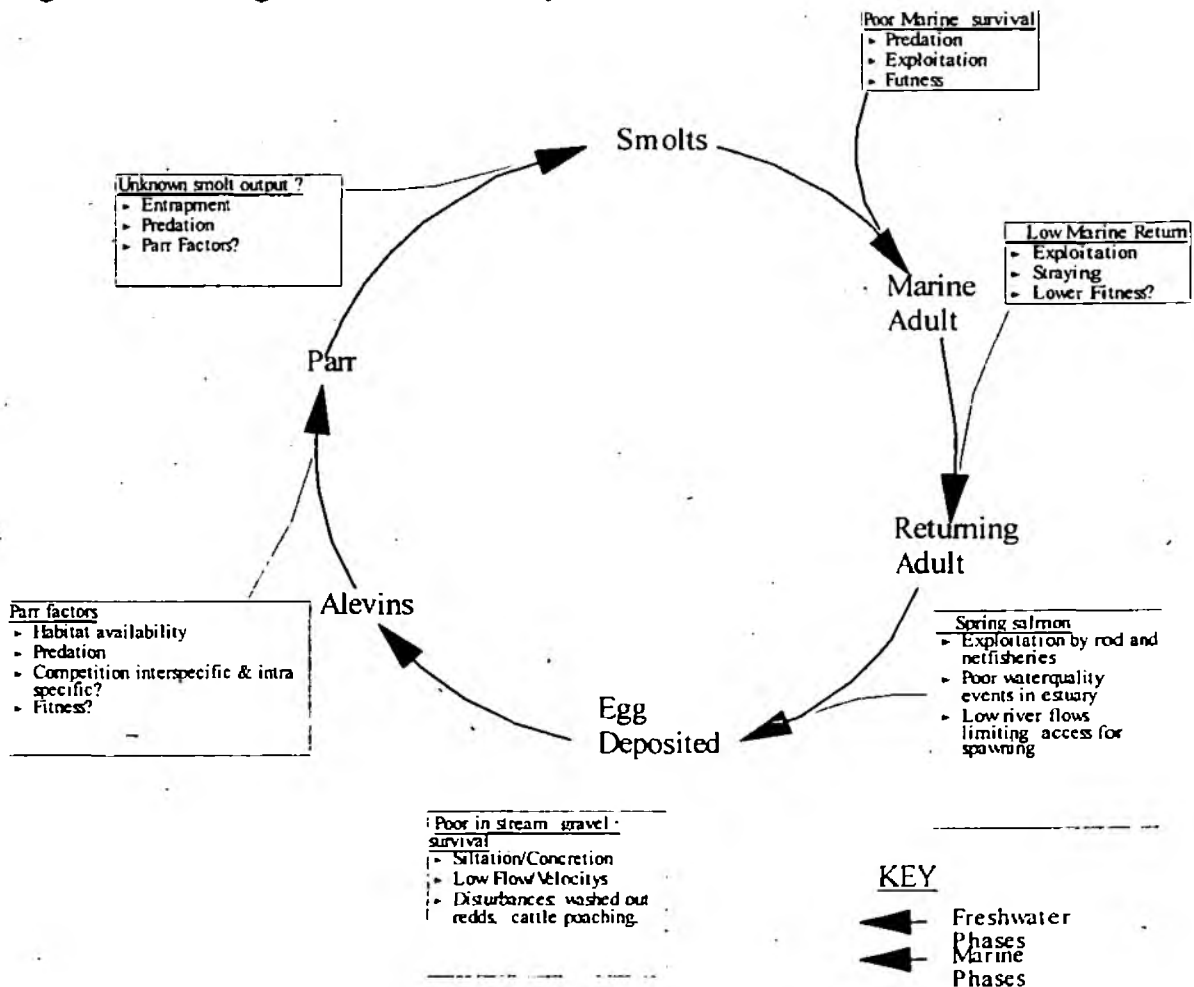 Poor Marine survival
▸ Predation
▸ Exploitation
▸ Futness
Smolts
Unknown smolt output ?
▸ Entrapment
▸ Predation
▸ Parr Factors?
Low Marine Return
▸ Exploitation
▸ Straying
▸ Lower Fitness?
Marine
Adult
Parr
Returning
Adult
Alevins
Parr factors
▸ Habitat availability
▸ Predation
▸ Competition interspecific & intra
specific?
▸ Fitness?
Spring salmon
▸ Exploitation by rod and
netfisheries
▸ Poor waterquality
events in estuary
▸ Low river flows
limiting access for
spawning
Egg
Deposited
Poor in stream gravel
survival
▸ Siltation/Concretion
▸ Low Flow/Velocitys
▸ Disturbances: washed out
redds, cattle poaching.
KEY
Freshwater
Phases
Marine
Phases